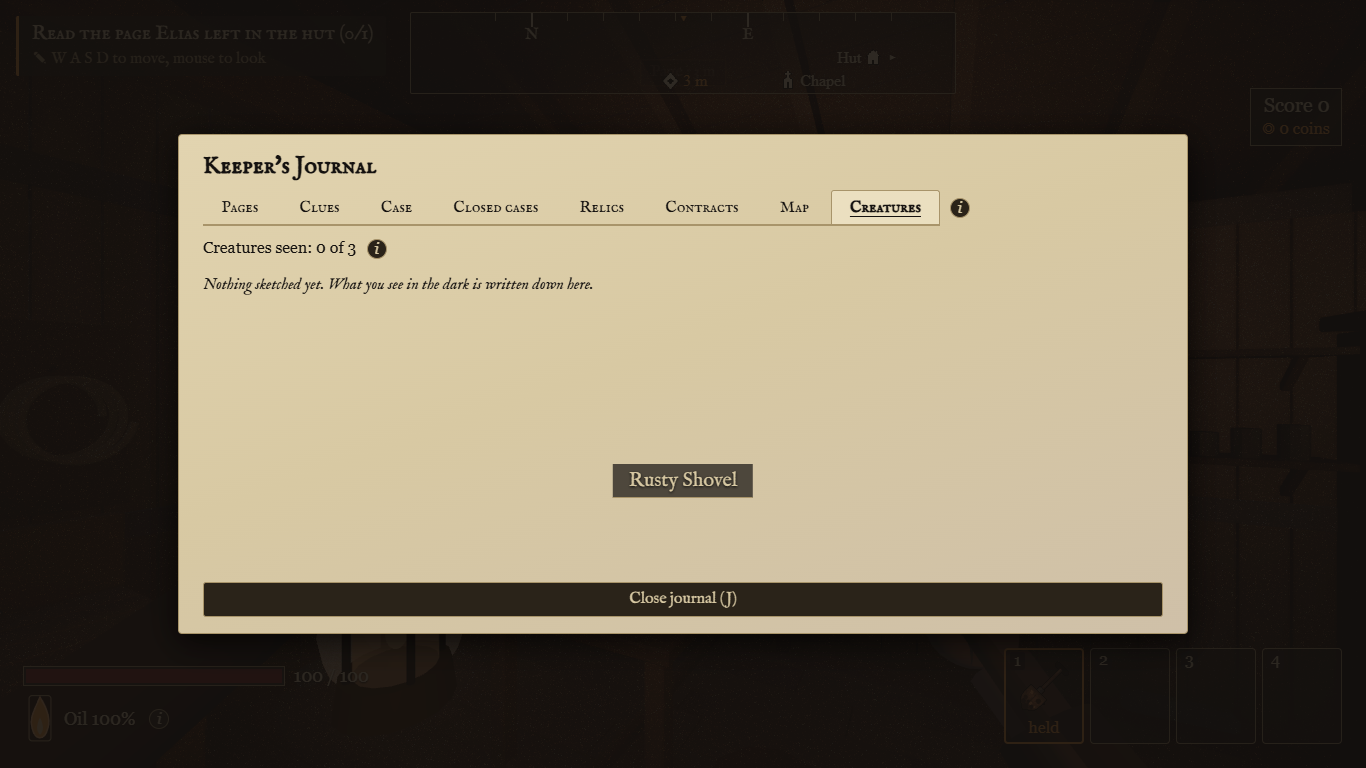 Read the page Elias left in the hut (0/1)
W A S D to move, mouse to look
N
E
Hut
3 m
Chapel
Score 0
0 coins
Keeper's Journal
Pages Clues Case Closed cases Relics Contracts Map Creatures i
Creatures seen: 0 of 3 i
Nothing sketched yet. What you see in the dark is written down here.
Rusty Shovel
Close journal (J)
100 / 100
Oil 100% i
1 2 3 4
held